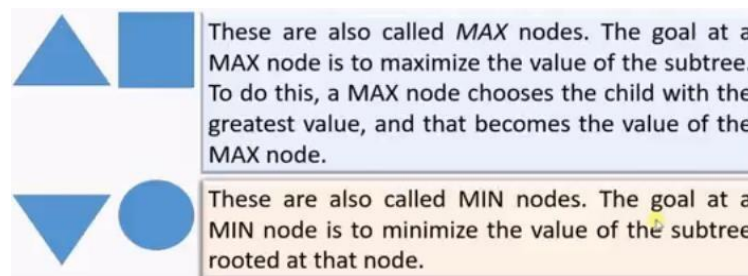 These are also called MAX nodes. The goal at a
MAX node is to maximize the value of the subtree.
To do this, a MAX node chooses the child with the
greatest value, and that becomes the value of the
MAX node.
These are also called MIN nodes. The goal at a
MIN node is to minimize the value of the subtree
rooted at that node.